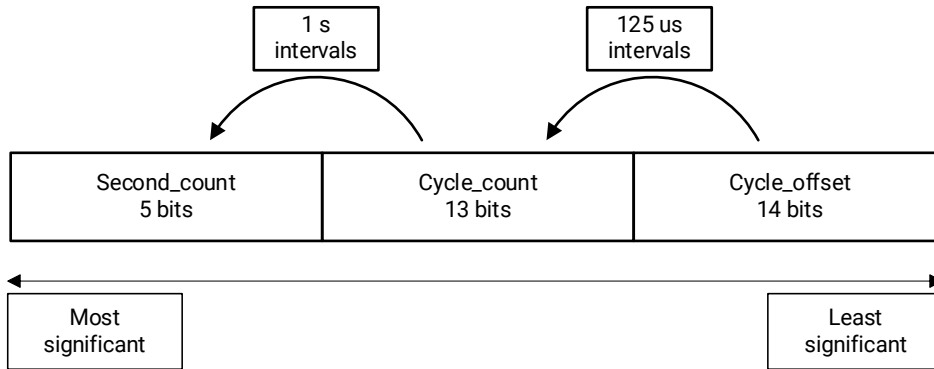 1 s
intervals
125 us
intervals
Second_count
5 bits
Cycle_count
13 bits
Cycle_offset
14 bits
Most
significant
Least
significant